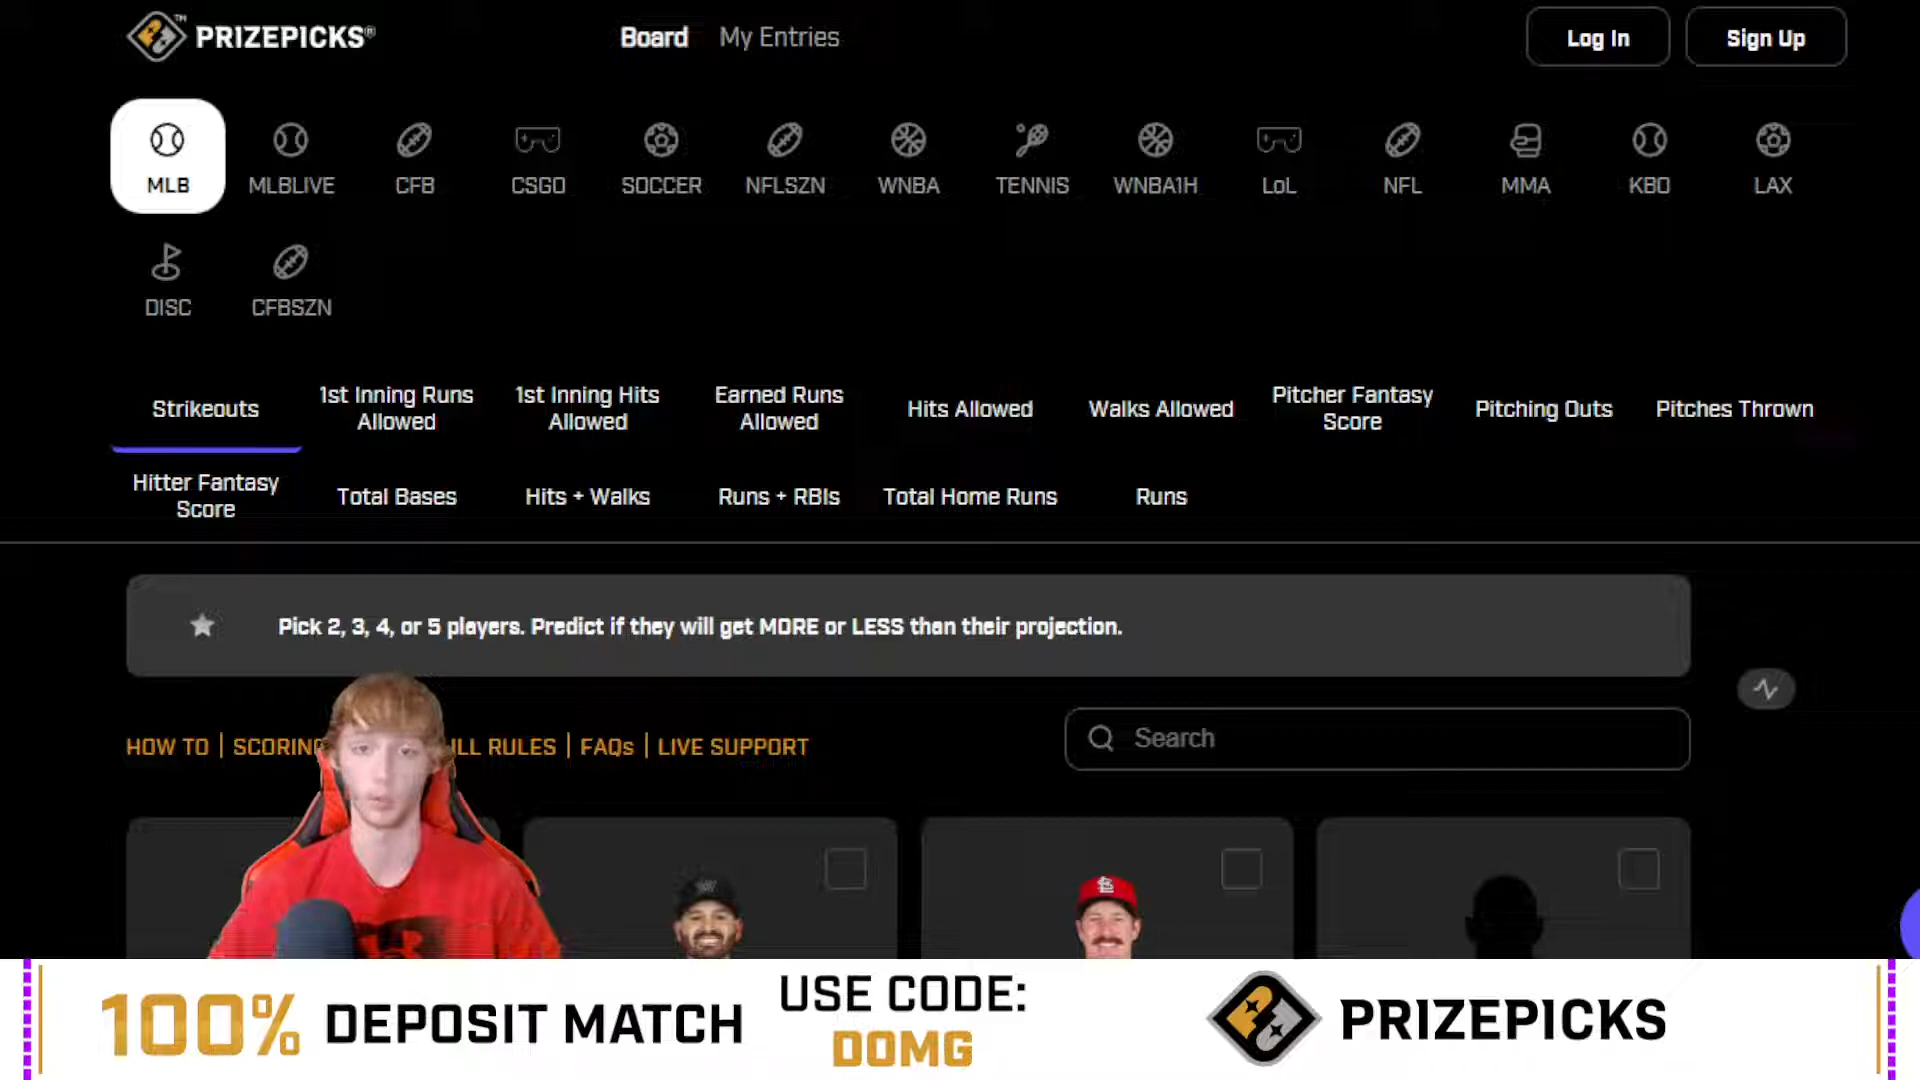 PRIZEPICKS®
Board
My Entries
Log In
Sign Up
MLB
MLBLIVE
CFB
CSGO
SOCCER
NFLSZN
WNBA
TENNIS
WNBA1H
LoL
NFL
MMA
KBO
LAX
DISC
CFBSZN
Strikeouts
1st Inning Runs
Allowed
1st Inning Hits
Allowed
Earned Runs
Allowed
Hits Allowed
Walks Allowed
Pitcher Fantasy
Score
Pitching Outs
Pitches Thrown
Hitter Fantasy
Score
Total Bases
Hits + Walks
Runs + RBIs
Total Home Runs
Runs
Pick 2, 3, 4, or 5 players. Predict if they will get MORE or LESS than their projection.
HOW TO | SCORING RULES | FAQs | LIVE SUPPORT
Search
100% DEPOSIT MATCH
USE CODE:
DOMG
PRIZEPICKS